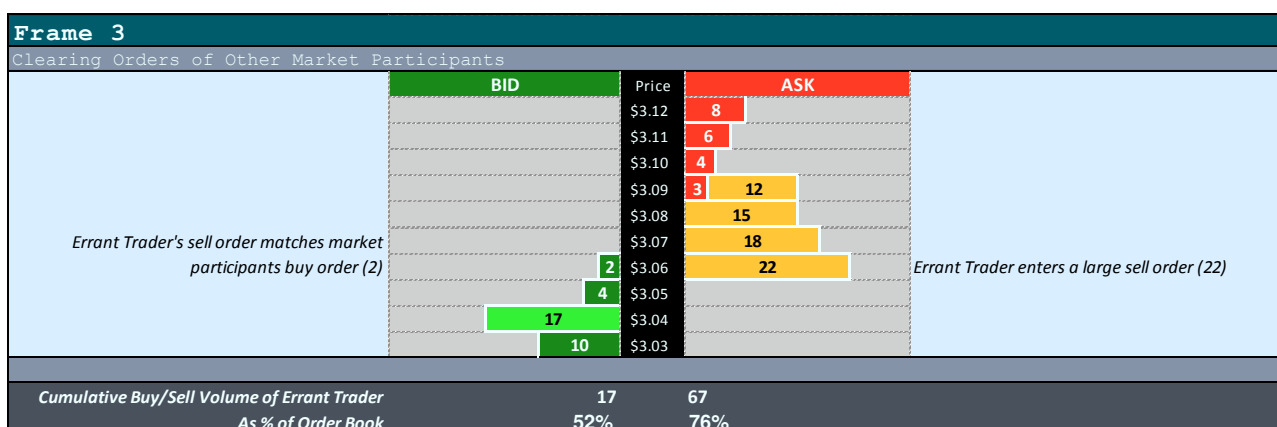 Frame 3
Clearing Orders of Other Market Participants
BID Price ASK
$3.12 8
$3.11 6
$3.10 4
$3.09 3 12
$3.08 15
Errant Trader's sell order matches market $3.07 18
participants buy order (2) 2 $3.06 22 Errant Trader enters a large sell order (22)
4 $3.05
17 $3.04
10 $3.03
Cumulative Buy/Sell Volume of Errant Trader 17 67
As % of Order Book 52% 76%